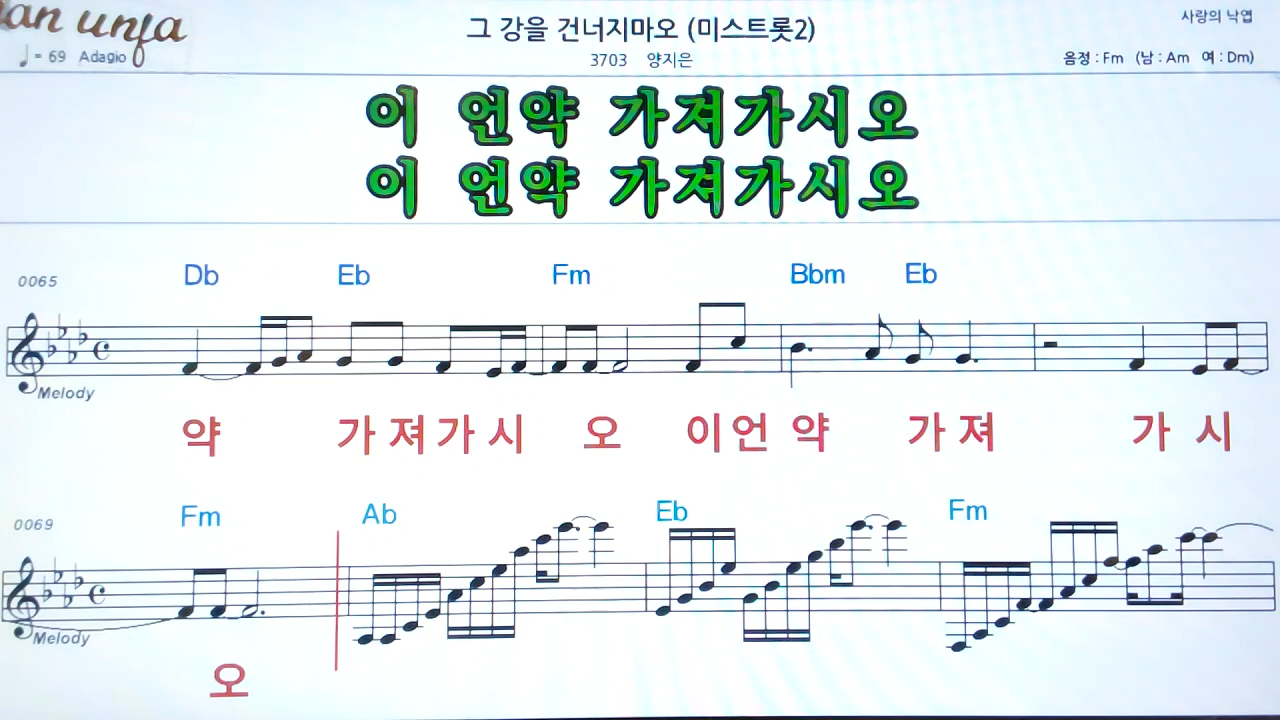 an unfa
♩= 69 Adagio
그 강을 건너지마오 (미스트롯2)
3703 양지은
사랑의 낙엽
음정 : Fm (남 : Am 여 : Dm)
이 언약 가져가시오
이 언약 가져가시오
0065 Db Eb Fm Bbm Eb
Melody
약 가 져 가 시 오 이 언 약 가 져 가 시
0069 Fm Ab Eb Fm
Melody
오